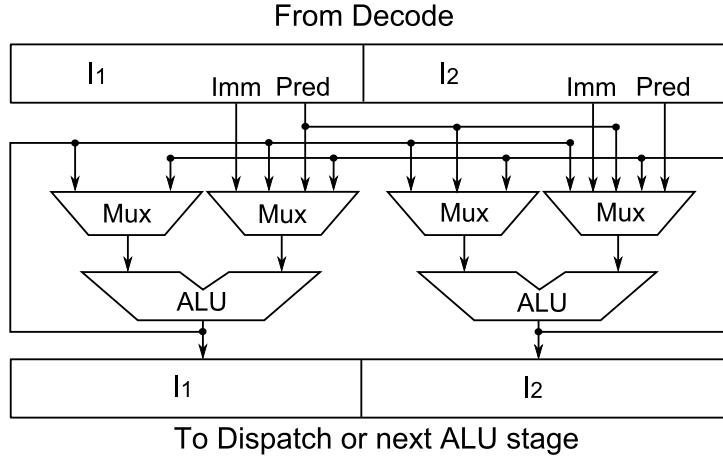 From Decode
I1 I2
Imm Pred Imm Pred
Mux Mux Mux Mux
ALU ALU
I1 I2
To Dispatch or next ALU stage